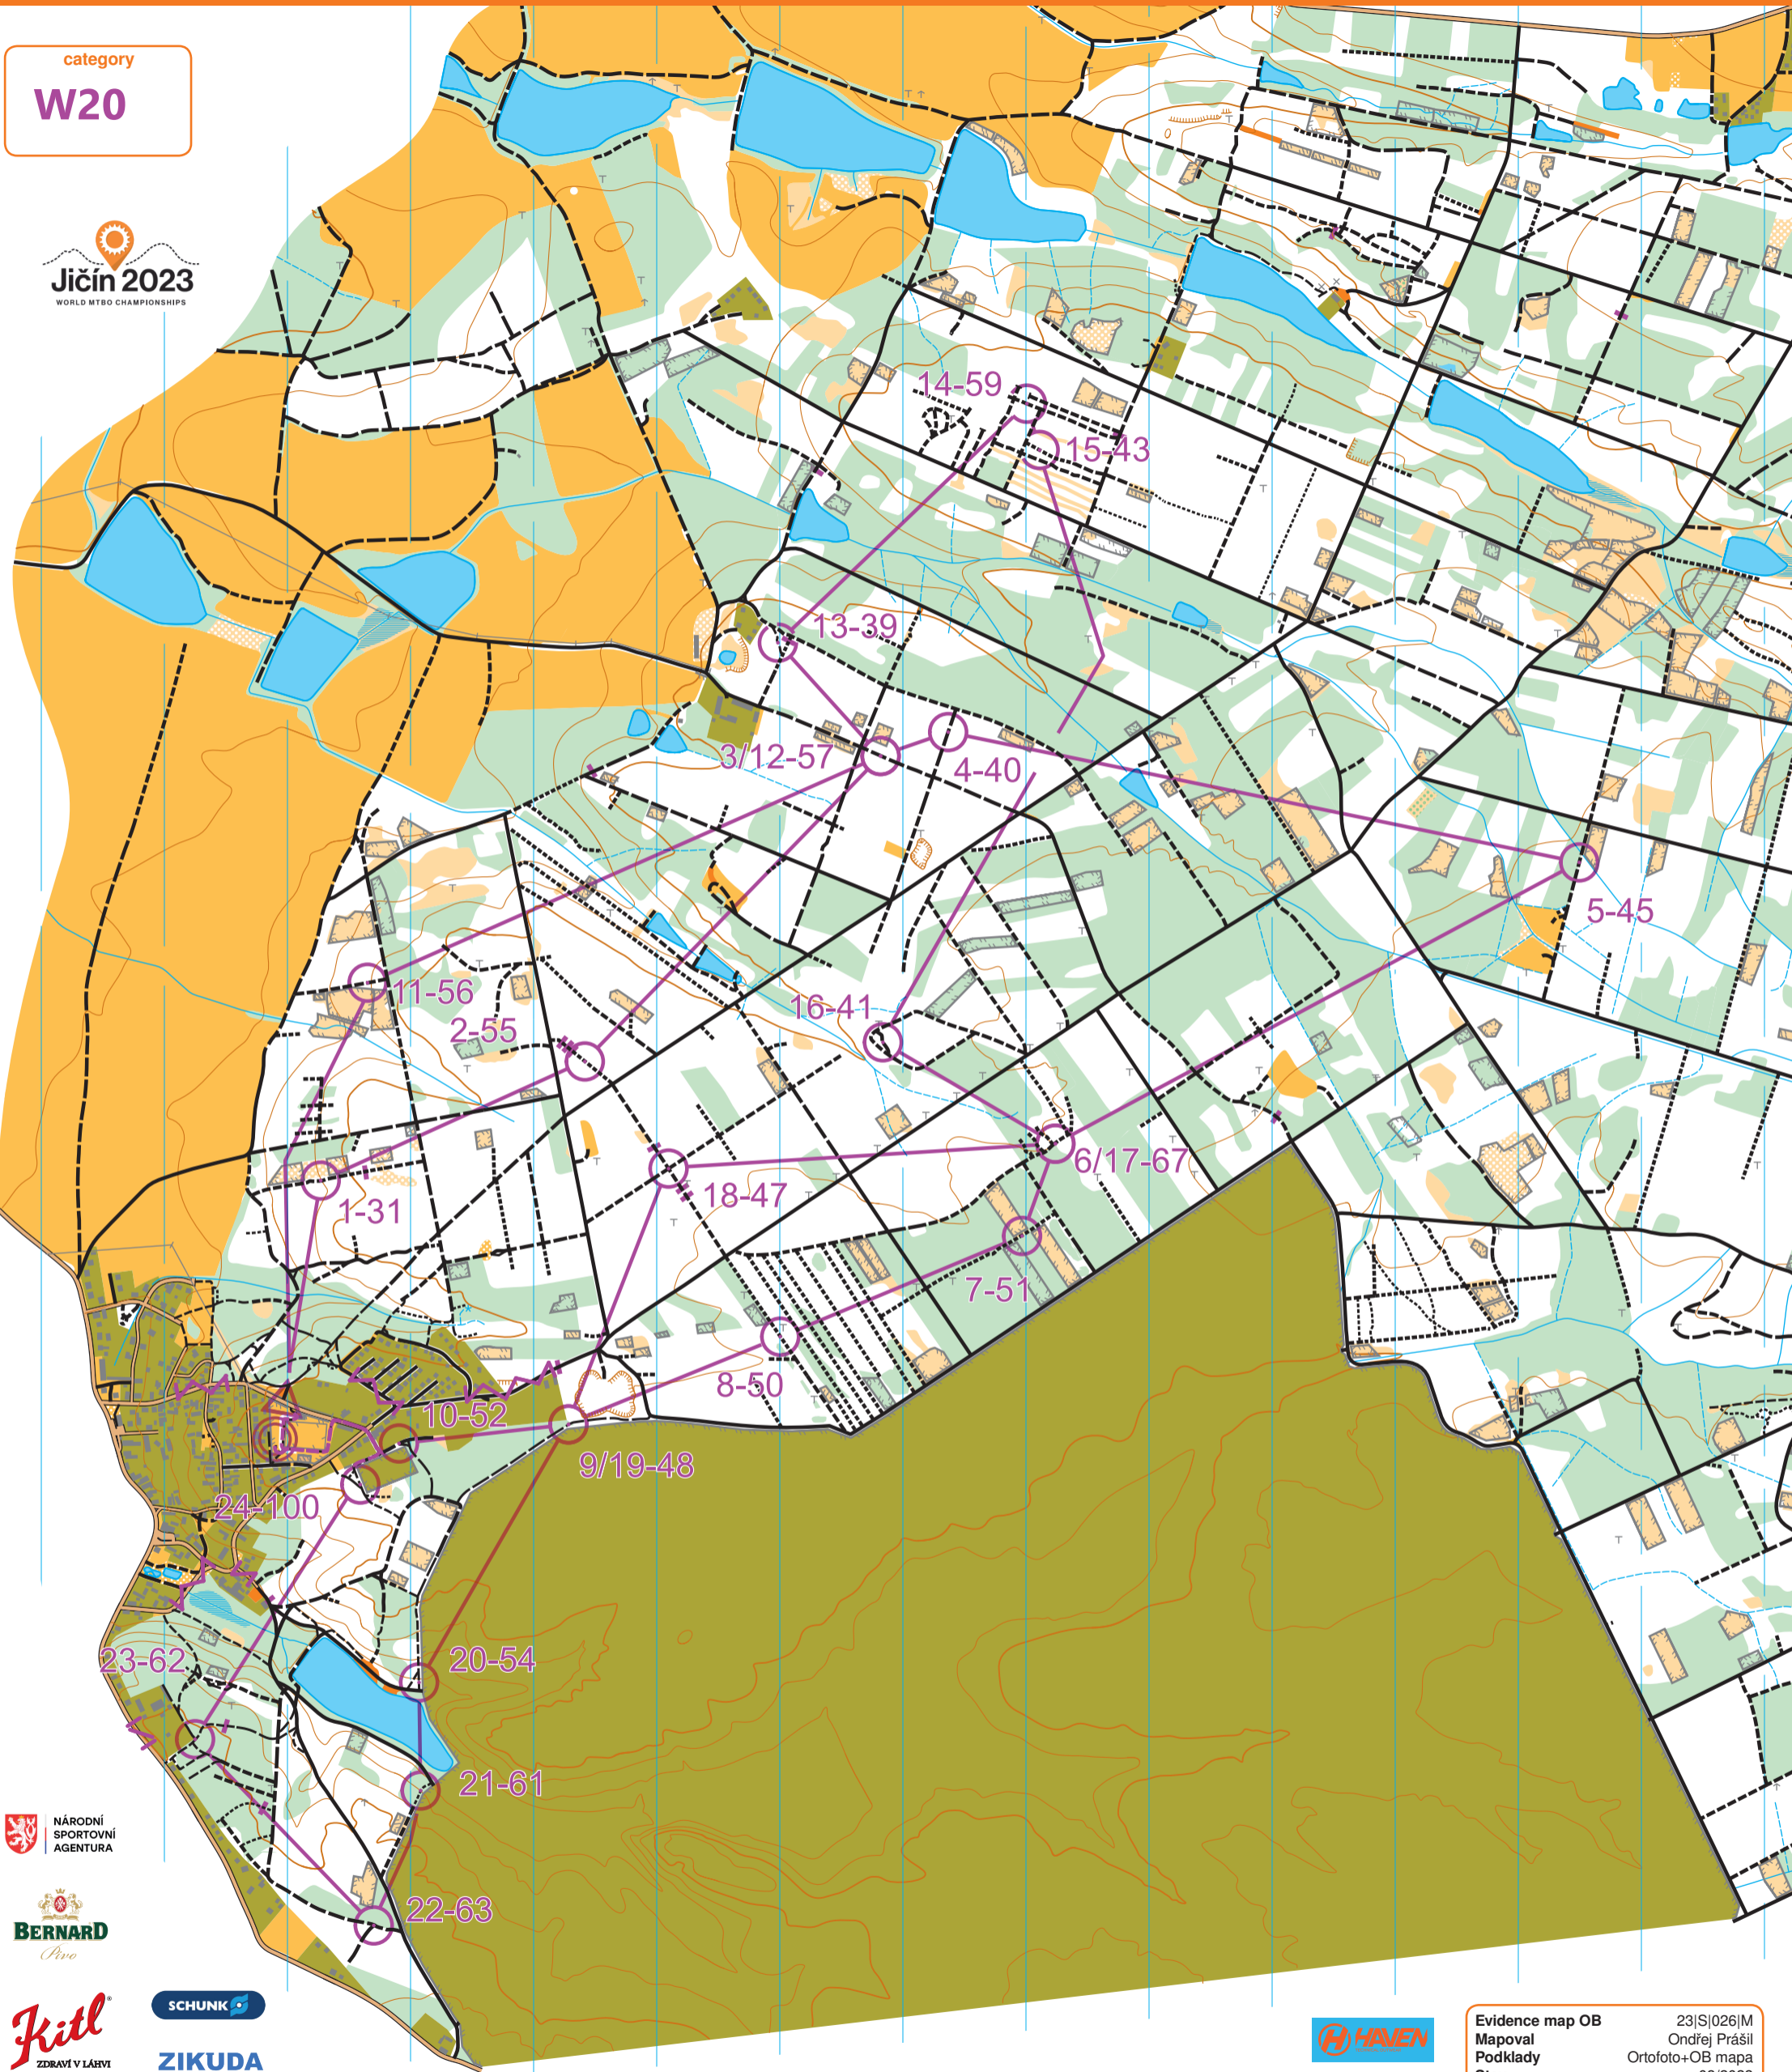 category
W20
Jičín 2023
WORLD MTBO CHAMPIONSHIPS
14-59
15-43
13-39
3/12-57
4-40
5-45
11-56
2-55
16-41
6/17-67
18-47
1-31
7-51
8-50
10-52
9/19-48
24-100
20-54
23-62
21-61
22-63
NÁRODNÍ
SPORTOVNÍ
AGENTURA
BERNARD
Pivo
Kitl
ZDRAVÍ V LÁHVI
SCHUNK
ZIKUDA
HAVEN
Evidence map OB 23|S|026|M
Mapoval Ondřej Prášil
Podklady Ortofoto+OB mapa